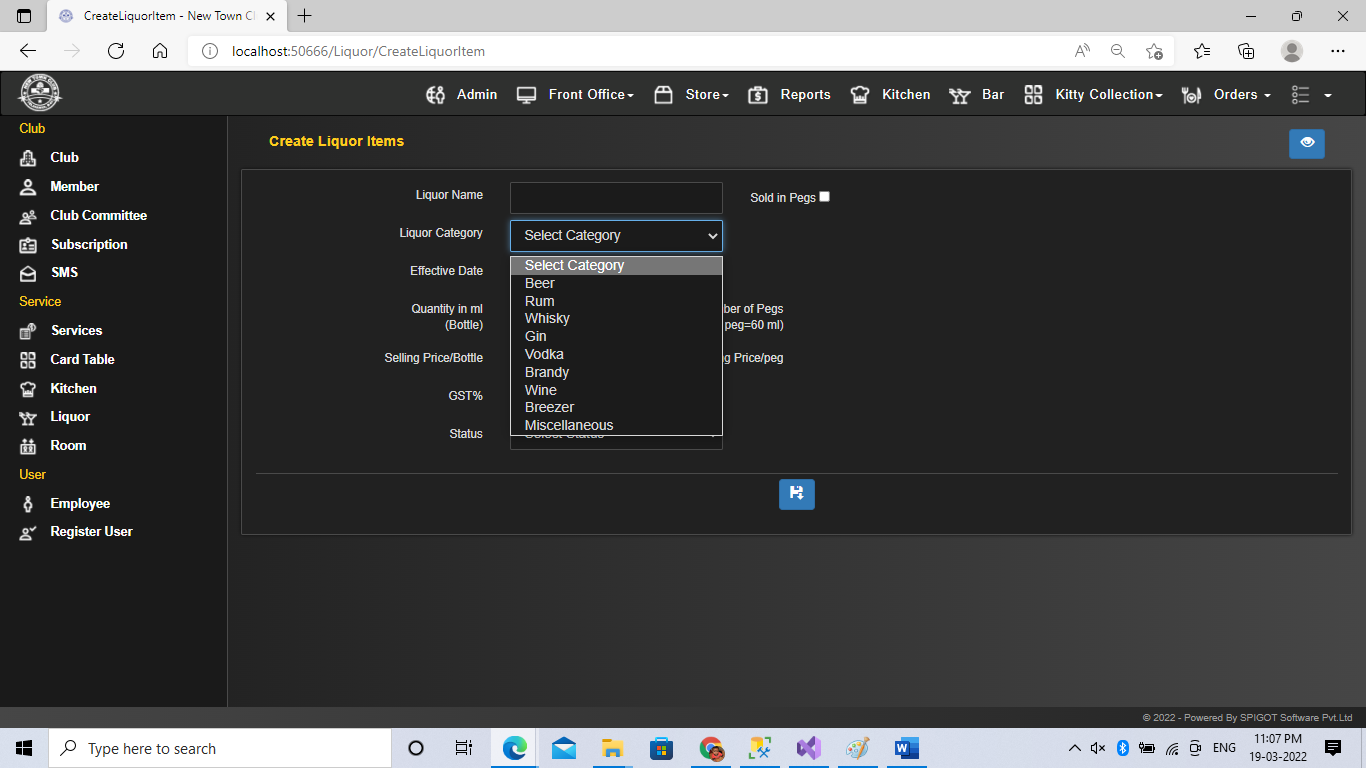 CreateLiquorItem - New Town Cl
localhost:50666/Liquor/CreateLiquorItem
Admin Front Office Store Reports Kitchen Bar Kitty Collection Orders
Club
Club
Member
Club Committee
Subscription
SMS
Service
Services
Card Table
Kitchen
Liquor
Room
User
Employee
Register User
Create Liquor Items
Liquor Name
Sold in Pegs
Liquor Category
Select Category
Select Category
Beer
Rum
Whisky
Gin
Vodka
Brandy
Wine
Breezer
Miscellaneous
Effective Date
Quantity in ml
(Bottle)
ber of Pegs
peg=60 ml)
Selling Price/Bottle
g Price/peg
GST%
Status
Select Status
© 2022 - Powered By SPIGOT Software Pvt.Ltd
Type here to search
ENG
11:07 PM
19-03-2022